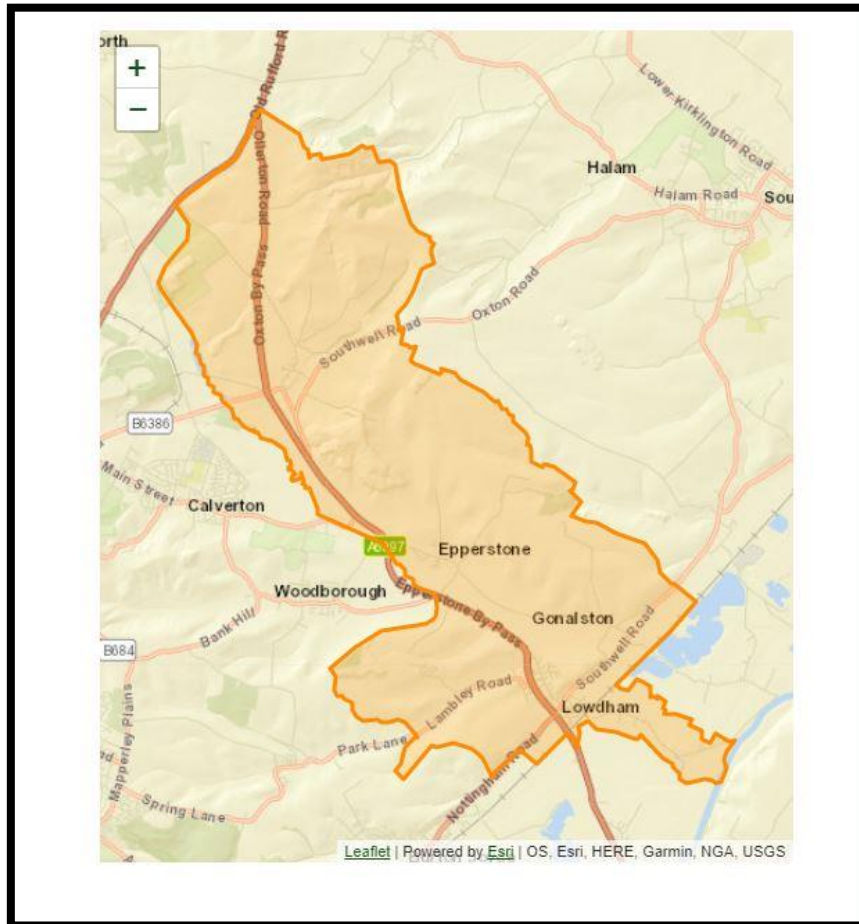 orth
+
−
Old Rufford R
Ollerton Road
Lower Kirklington Road
Halam
Halam Road
Sou
Oxton By Pass
Oxton Road
Southwell Road
B6386
Main Street
Calverton
A6097
Epperstone
Woodborough
Epperstone By Pass
Gonalston
Bank Hill
B684
Southwell Road
Lambley Road
Lowdham
Mapperley Plains
Park Lane
Nottingham Road
ad
Spring Lane
Leaflet | Powered by Esri | OS, Esri, HERE, Garmin, NGA, USGS